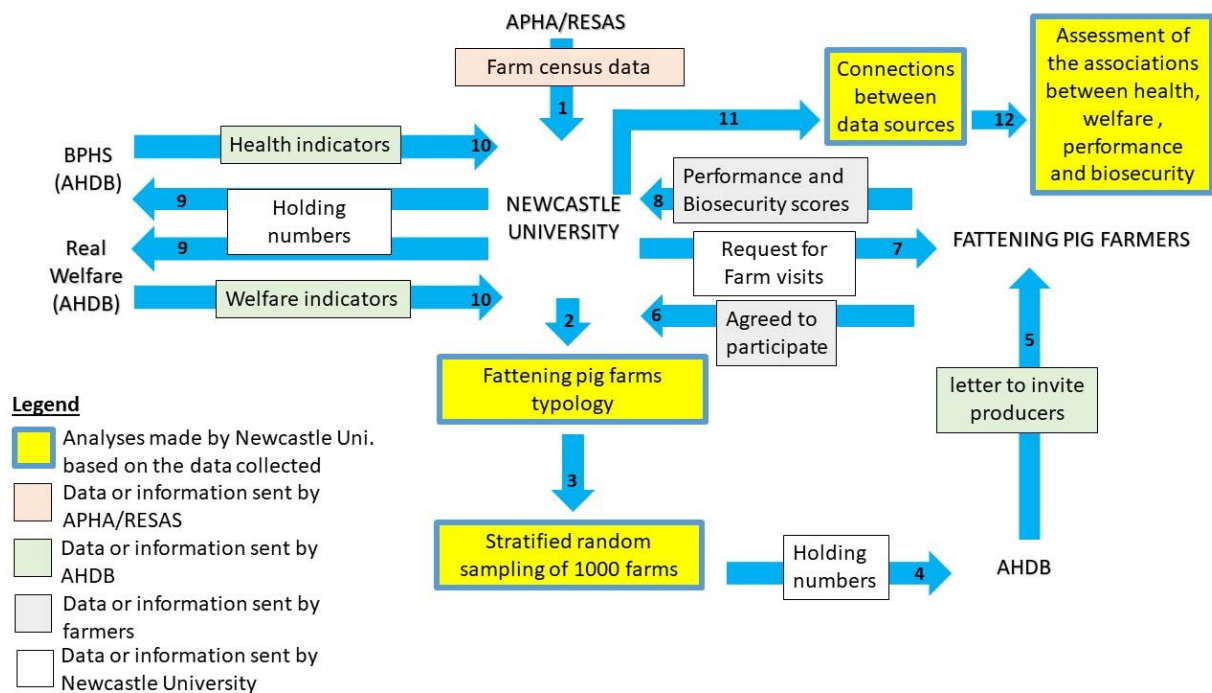 APHA/RESAS
Farm census data
1
Connections
between
data sources
Assessment of
the associations
between health,
welfare ,
performance
and biosecurity
11
12
BPHS
(AHDB)
Health indicators
10
9
Holding
numbers
9
Real
Welfare
(AHDB)
Welfare indicators
10
NEWCASTLE
UNIVERSITY
Performance and
Biosecurity scores
8
Request for
Farm visits
7
FATTENING PIG FARMERS
6
Agreed to
participate
2
Fattening pig farms
typology
3
Stratified random
sampling of 1000 farms
Holding
numbers
4
AHDB
letter to invite
producers
5
Legend
Analyses made by Newcastle Uni.
based on the data collected
Data or information sent by
APHA/RESAS
Data or information sent by
AHDB
Data or information sent by
farmers
Data or information sent by
Newcastle University